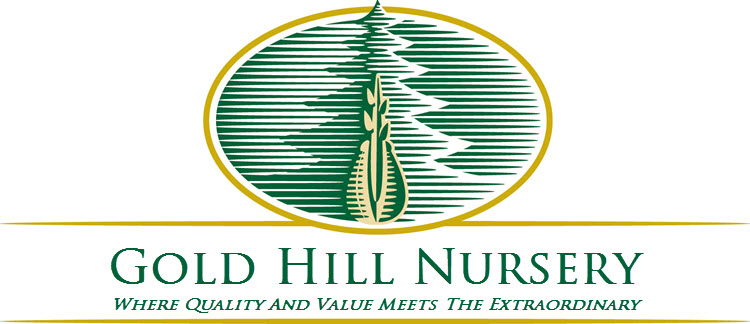 GOLD HILL NURSERY
WHERE QUALITY AND VALUE MEETS THE EXTRAORDINARY